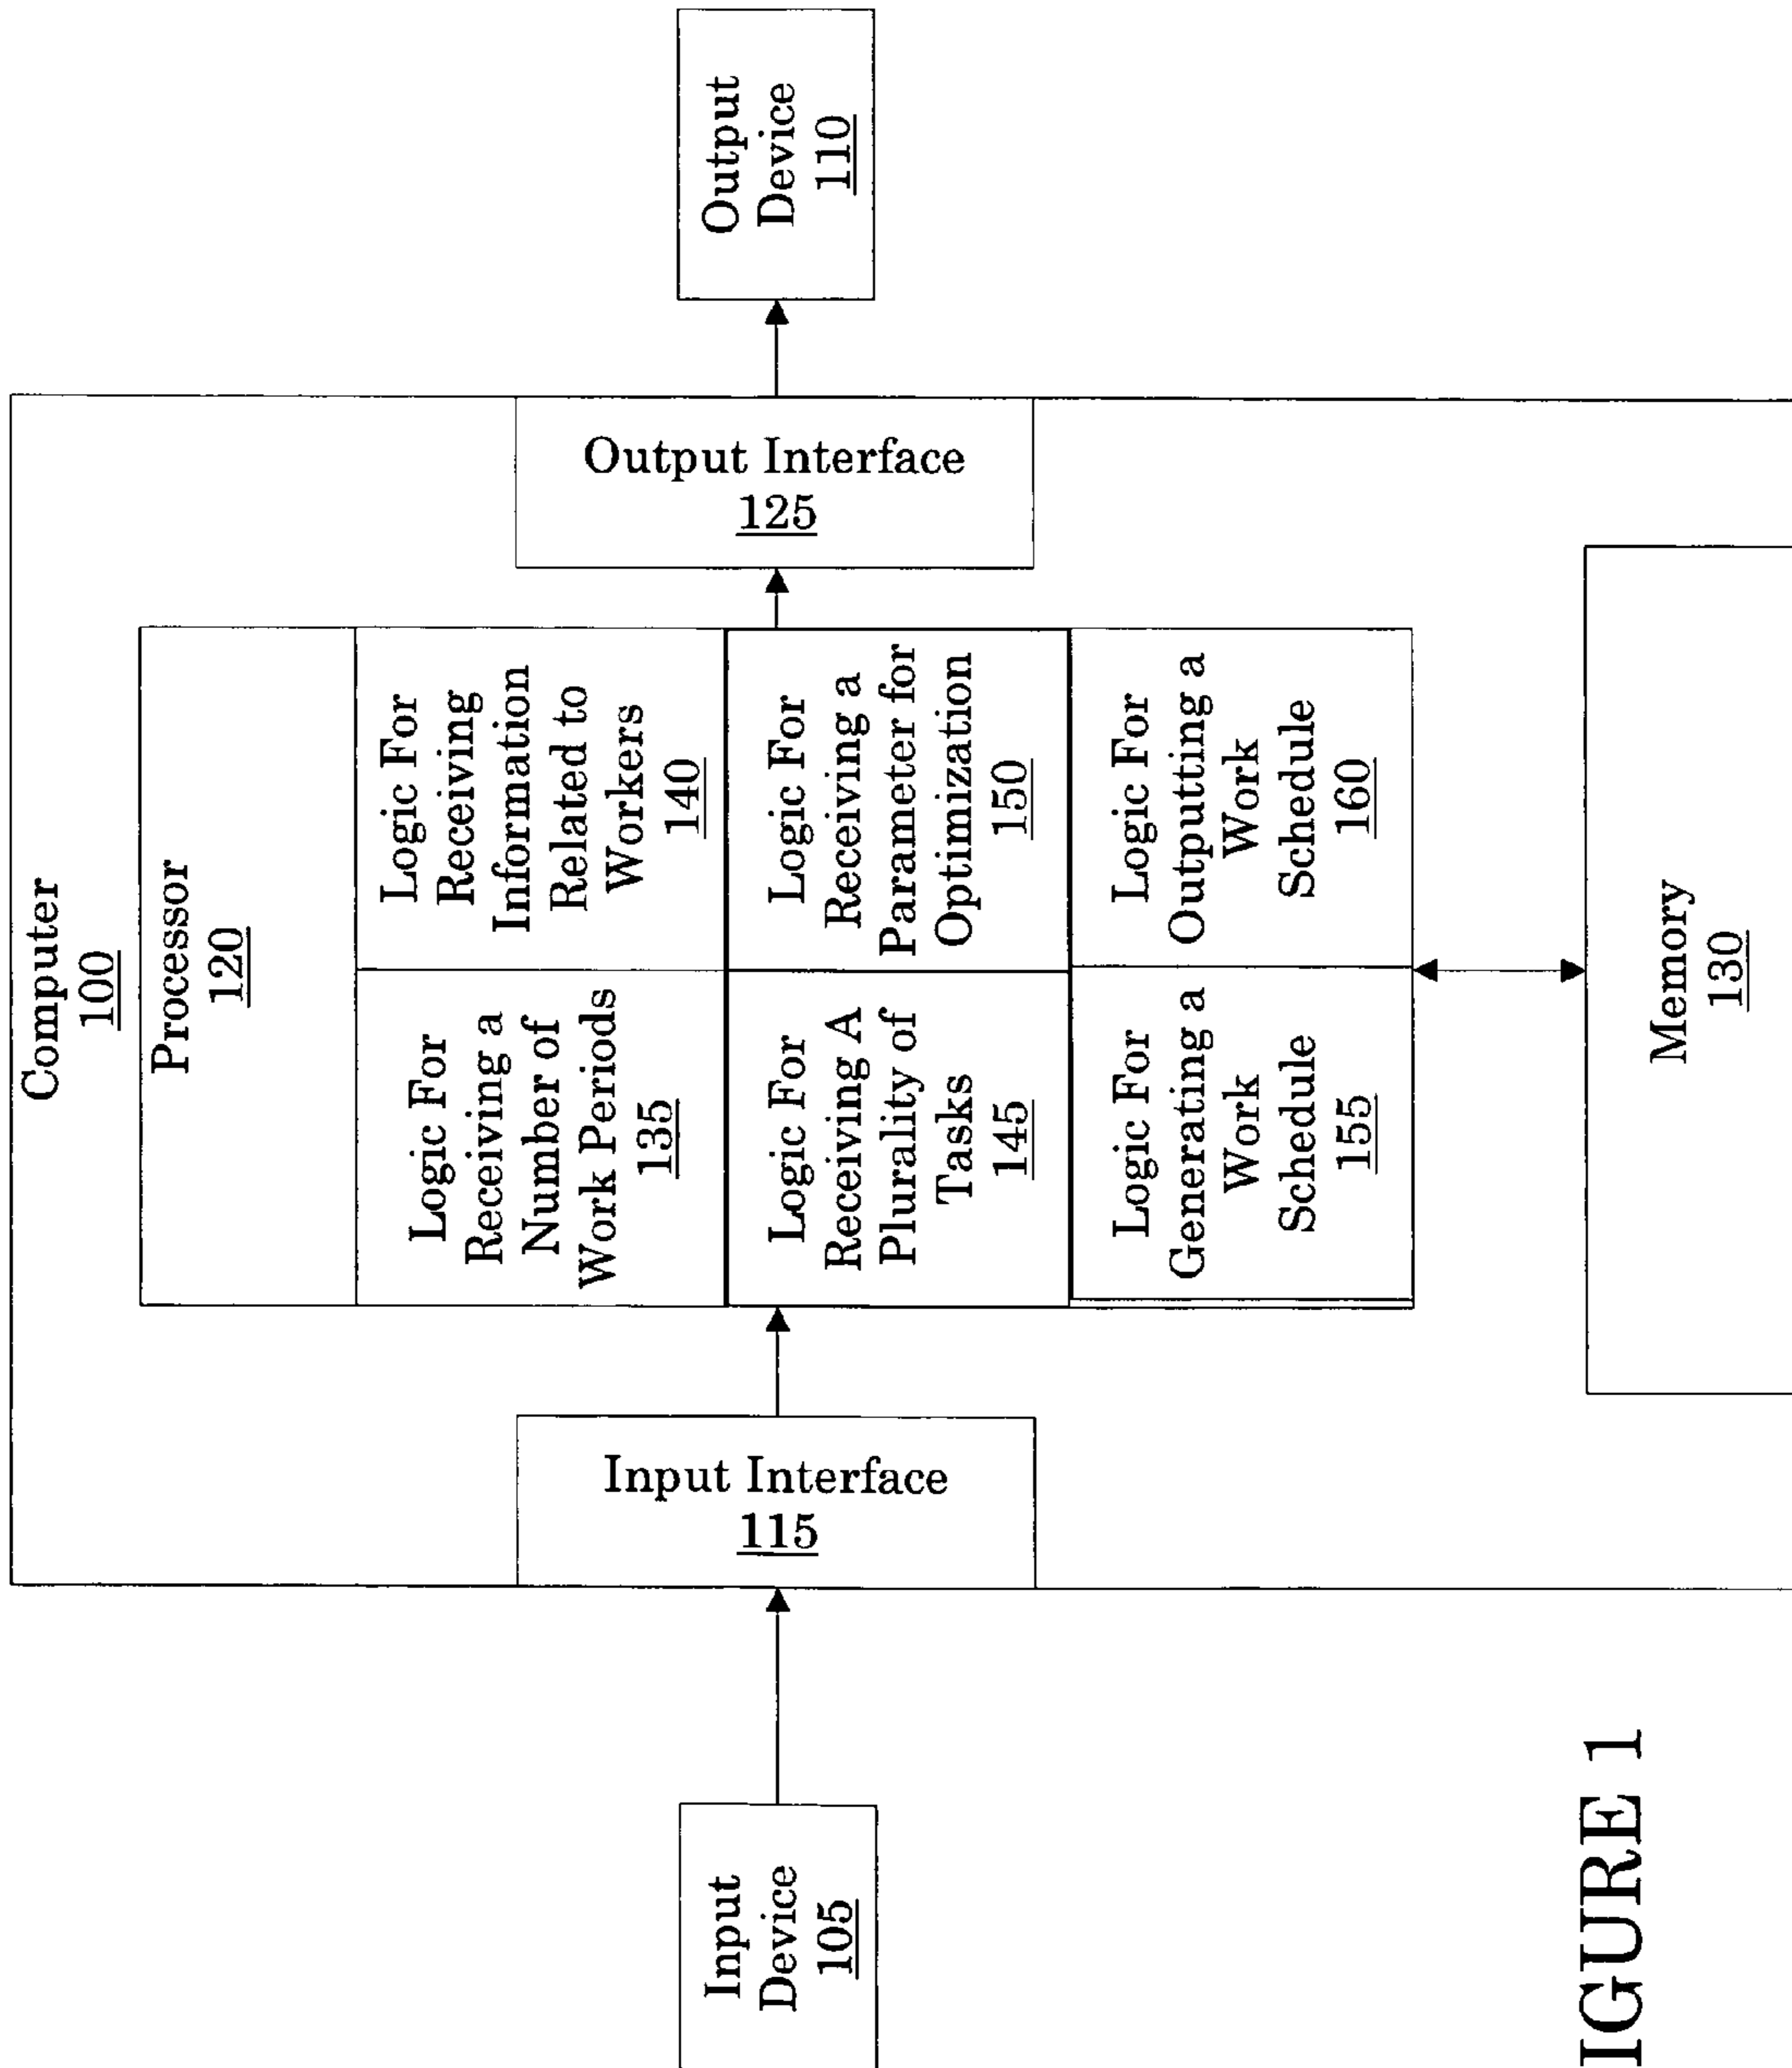 Computer
100
Processor
120
Input
Device
105
Input Interface
115
Logic For
Receiving a
Number of
Work Periods
135
Logic For
Receiving
Information
Related to
Workers
140
Logic For
Receiving A
Plurality of
Tasks
145
Logic For
Receiving a
Parameter for
Optimization
150
Logic For
Generating a
Work
Schedule
155
Logic For
Outputting a
Work
Schedule
160
Output Interface
125
Output
Device
110
Memory
130
IGURE 1